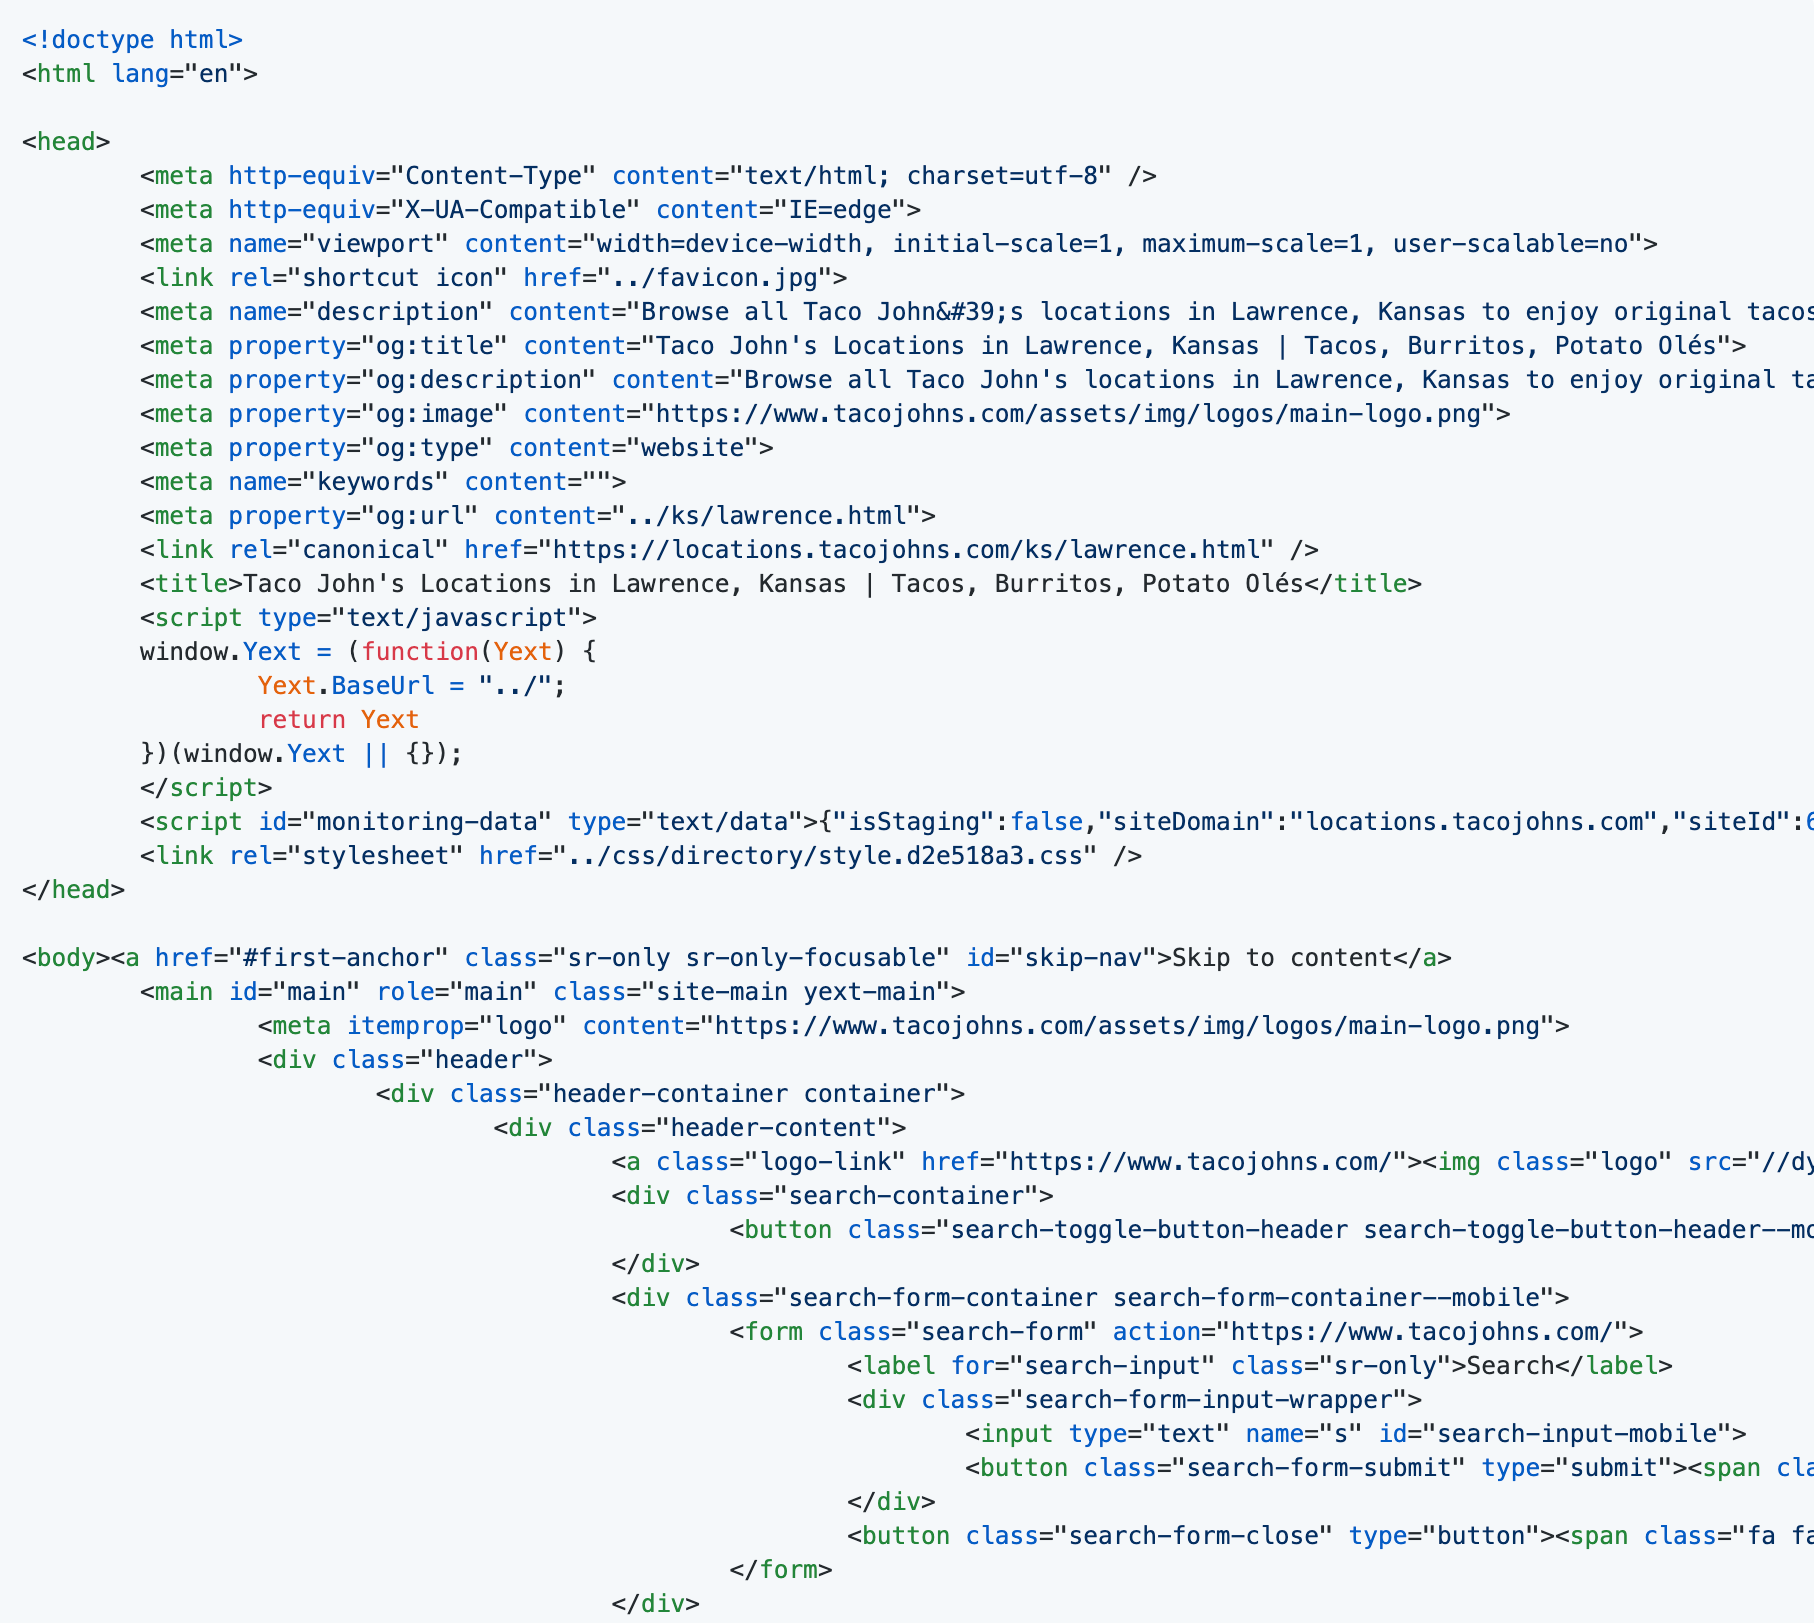 <!doctype html>
<html lang="en">
<head>
<meta http-equiv="Content-Type" content="text/html; charset=utf-8" />
<meta http-equiv="X-UA-Compatible" content="IE=edge">
<meta name="viewport" content="width=device-width, initial-scale=1, maximum-scale=1, user-scalable=no">
<link rel="shortcut icon" href="../favicon.jpg">
<meta name="description" content="Browse all Taco John&#39;s locations in Lawrence, Kansas to enjoy original tacos
<meta property="og:title" content="Taco John's Locations in Lawrence, Kansas | Tacos, Burritos, Potato Olés">
<meta property="og:description" content="Browse all Taco John's locations in Lawrence, Kansas to enjoy original ta
<meta property="og:image" content="https://www.tacojohns.com/assets/img/logos/main-logo.png">
<meta property="og:type" content="website">
<meta name="keywords" content="">
<meta property="og:url" content="../ks/lawrence.html">
<link rel="canonical" href="https://locations.tacojohns.com/ks/lawrence.html" />
<title>Taco John's Locations in Lawrence, Kansas | Tacos, Burritos, Potato Olés</title>
<script type="text/javascript">
window.Yext = (function(Yext) {
Yext.BaseUrl = "../";
return Yext
})(window.Yext || {});
</script>
<script id="monitoring-data" type="text/data">{"isStaging":false,"siteDomain":"locations.tacojohns.com","siteId":6
<link rel="stylesheet" href="../css/directory/style.d2e518a3.css" />
</head>
<body><a href="#first-anchor" class="sr-only sr-only-focusable" id="skip-nav">Skip to content</a>
<main id="main" role="main" class="site-main yext-main">
<meta itemprop="logo" content="https://www.tacojohns.com/assets/img/logos/main-logo.png">
<div class="header">
<div class="header-container container">
<div class="header-content">
<a class="logo-link" href="https://www.tacojohns.com/"><img class="logo" src="//dy
<div class="search-container">
<button class="search-toggle-button-header search-toggle-button-header--mo
</div>
<div class="search-form-container search-form-container--mobile">
<form class="search-form" action="https://www.tacojohns.com/">
<label for="search-input" class="sr-only">Search</label>
<div class="search-form-input-wrapper">
<input type="text" name="s" id="search-input-mobile">
<button class="search-form-submit" type="submit"><span cla
</div>
<button class="search-form-close" type="button"><span class="fa fa
</form>
</div>